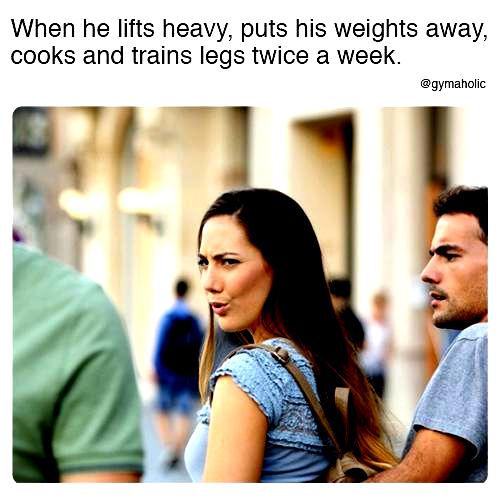 When he lifts heavy, puts his weights away,
cooks and trains legs twice a week.
@gymaholic